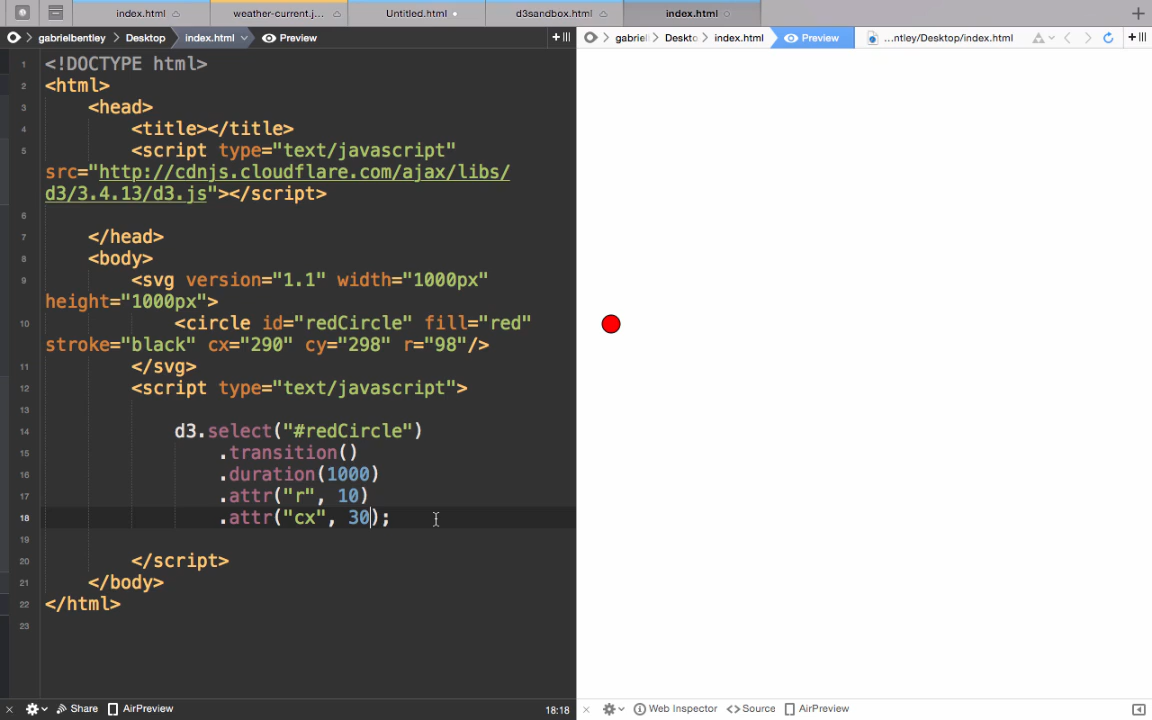 index.html
weather-current.j...
Untitled.html
d3sandbox.html
index.html
gabrielbentley
Desktop
index.html
Preview
gabriel
Deskto
index.html
Preview
...ntley/Desktop/index.html
1 <!DOCTYPE html>
2 <html>
3 <head>
4 <title></title>
5 <script type="text/javascript"
src="http://cdnjs.cloudflare.com/ajax/libs/
d3/3.4.13/d3.js"></script>
6
7 </head>
8 <body>
9 <svg version="1.1" width="1000px"
height="1000px">
10 <circle id="redCircle" fill="red"
stroke="black" cx="290" cy="298" r="98"/>
11 </svg>
12 <script type="text/javascript">
13
14 d3.select("#redCircle")
15 .transition()
16 .duration(1000)
17 .attr("r", 10)
18 .attr("cx", 30);
19
20 </script>
21 </body>
22 </html>
23
Share
AirPreview
18:18
Web Inspector
Source
AirPreview